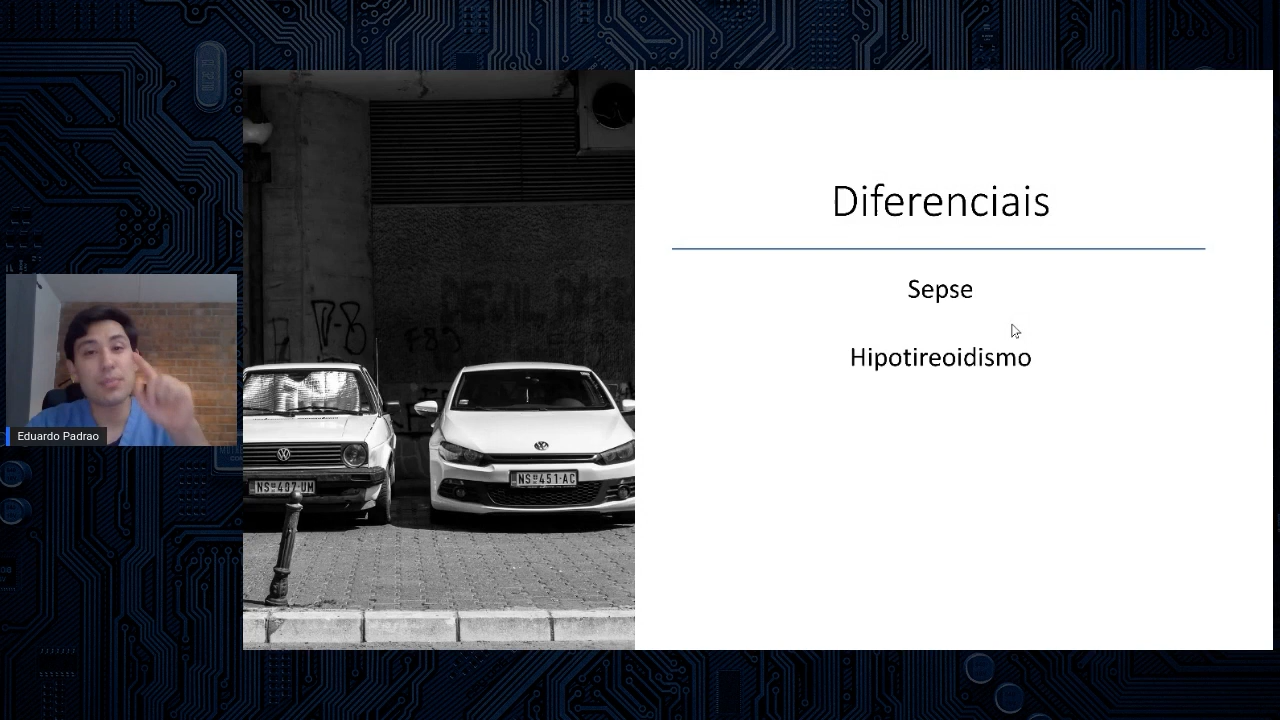 Diferenciais
Sepse
Hipotireoidismo
Eduardo Padrao
NS 407-UM
NS 451-AC